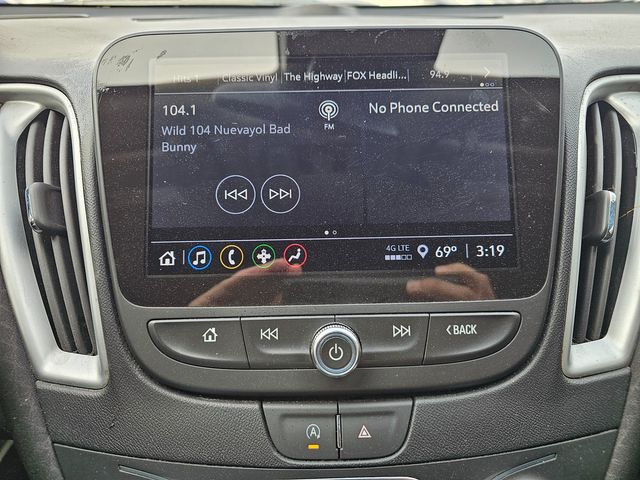 Hits 1 Classic Vinyl The Highway FOX Headli... 94.9
104.1
Wild 104 Nuevayol Bad
Bunny
FM
No Phone Connected
4G LTE 69° 3:19
<BACK
A